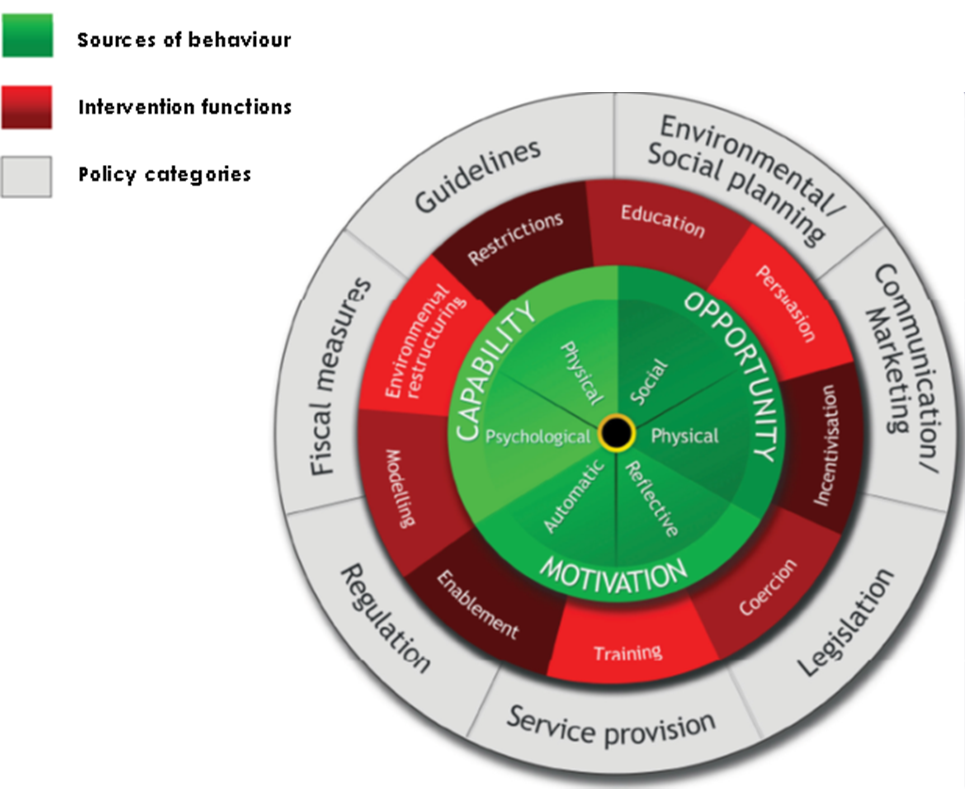 Sources of behaviour
Intervention functions
Policy categories
Guidelines
Environmental/
Social planning
Communication/
Marketing
Legislation
Service provision
Regulation
Fiscal measures
Restrictions
Education
Persuasion
Incentivisation
Coercion
Training
Enablement
Modelling
Environmental
restructuring
CAPABILITY
OPPORTUNITY
MOTIVATION
Physical
Social
Physical
Reflective
Automatic
Psychological